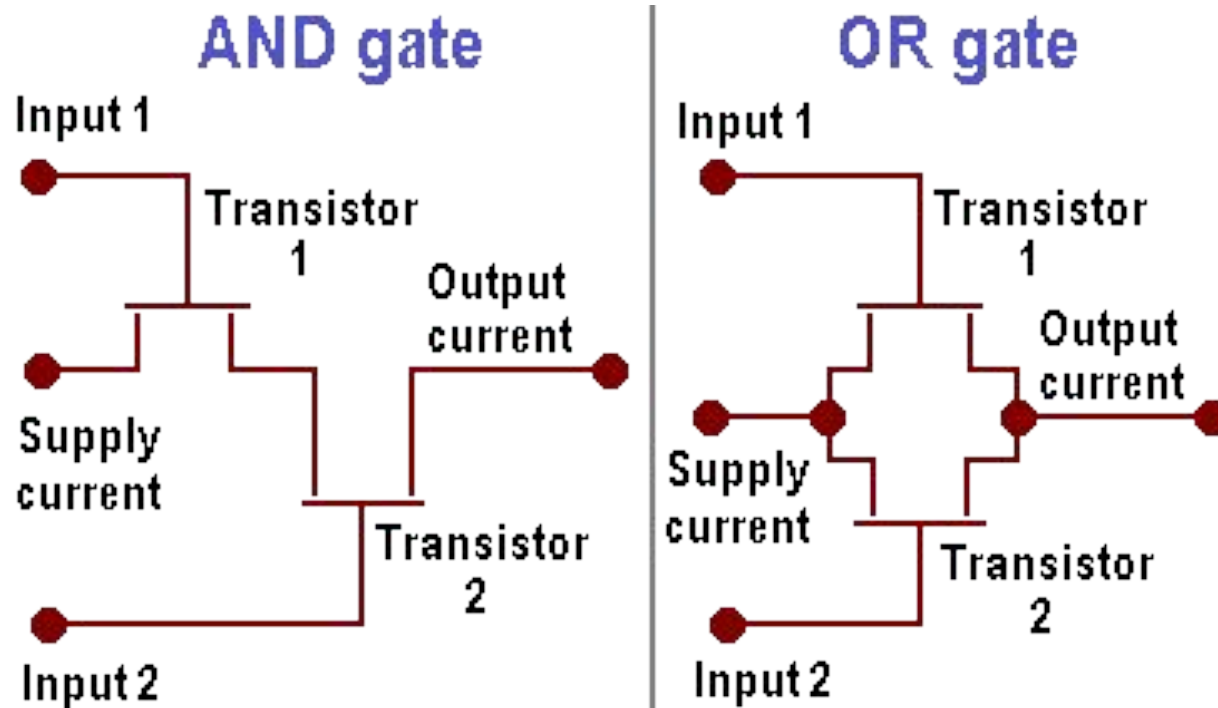 AND gate
Input 1
Transistor
1
Output
current
Supply
current
Transistor
2
Input 2
OR gate
Input 1
Transistor
1
Output
current
Supply
current
Transistor
2
Input 2